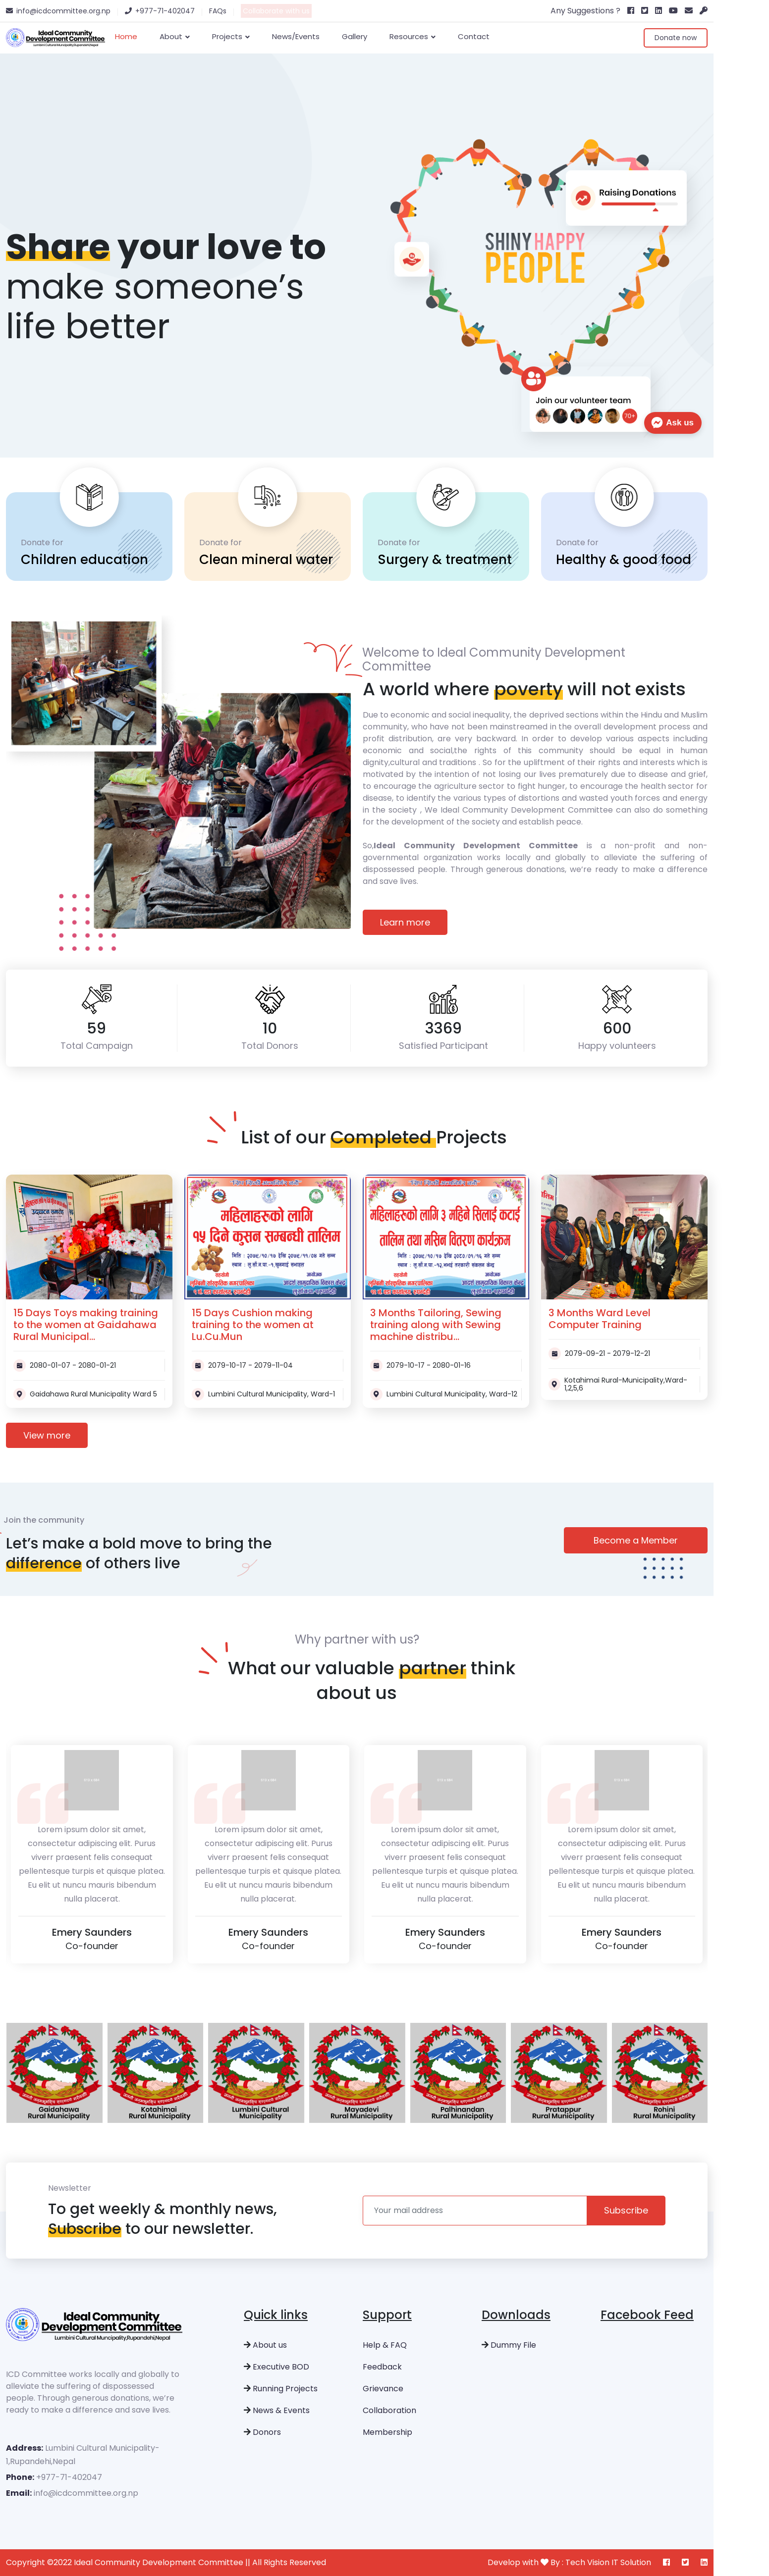 info@icdcommittee.org.np
+977-71-402047
FAQs
Any Suggestions ?
Ideal Community
Development Committee
Lumbini Cultural Muncipality,Rupandehi,Nepal
Home
About
Projects
News/Events
Gallery
Resources
Contact
Donate now
Share your love to
make someone’s
life better
Raising Donations
SHINY HAPPY
PEOPLE
Join our volunteer team
70+
Ask us
Donate for
Children education
Donate for
Clean mineral water
Donate for
Surgery & treatment
Donate for
Healthy & good food
Welcome to Ideal Community Development
Committee
A world where poverty will not exists
Due to economic and social inequality, the deprived sections within the Hindu and Muslim
community, who have not been mainstreamed in the overall development process and
profit distribution, are very backward. In order to develop various aspects including
economic and social,the rights of this community should be equal in human
dignity,cultural and traditions . So for the upliftment of their rights and interests which is
motivated by the intention of not losing our lives prematurely due to disease and grief,
to encourage the agriculture sector to fight hunger, to encourage the health sector for
disease, to identify the various types of distortions and wasted youth forces and energy
in the society , We Ideal Community Development Committee can also do something
for the development of the society and establish peace.
So,Ideal Community Development Committee is a non-profit and non-
governmental organization works locally and globally to alleviate the suffering of
dispossessed people. Through generous donations, we’re ready to make a difference
and save lives.
Learn more
59
Total Campaign
10
Total Donors
3369
Satisfied Participant
600
Happy volunteers
List of our Completed Projects
महिलाहरूको लागि
१५ दिने कुसन सम्बन्धी तालिम
महिलाहरूको लागि ३ महिने सिलाई कटाई
तालिम तथा मसिन वितरण कार्यक्रम
15 Days Toys making training
to the women at Gaidahawa
Rural Municipal...
2080-01-07 - 2080-01-21
Gaidahawa Rural Municipality Ward 5
15 Days Cushion making
training to the women at
Lu.Cu.Mun
2079-10-17 - 2079-11-04
Lumbini Cultural Municipality, Ward-1
3 Months Tailoring, Sewing
training along with Sewing
machine distribu...
2079-10-17 - 2080-01-16
Lumbini Cultural Municipality, Ward-12
3 Months Ward Level
Computer Training
2079-09-21 - 2079-12-21
Kotahimai Rural-Municipality,Ward-
1,2,5,6
View more
Join the community
Let’s make a bold move to bring the
difference of others live
Become a Member
Why partner with us?
What our valuable partner think
about us
Lorem ipsum dolor sit amet,
consectetur adipiscing elit. Purus
viverr praesent felis consequat
pellentesque turpis et quisque platea.
Eu elit ut nuncu mauris bibendum
nulla placerat.
Emery Saunders
Co-founder
Lorem ipsum dolor sit amet,
consectetur adipiscing elit. Purus
viverr praesent felis consequat
pellentesque turpis et quisque platea.
Eu elit ut nuncu mauris bibendum
nulla placerat.
Emery Saunders
Co-founder
Lorem ipsum dolor sit amet,
consectetur adipiscing elit. Purus
viverr praesent felis consequat
pellentesque turpis et quisque platea.
Eu elit ut nuncu mauris bibendum
nulla placerat.
Emery Saunders
Co-founder
Lorem ipsum dolor sit amet,
consectetur adipiscing elit. Purus
viverr praesent felis consequat
pellentesque turpis et quisque platea.
Eu elit ut nuncu mauris bibendum
nulla placerat.
Emery Saunders
Co-founder
Gaidahawa
Rural Municipality
Kotahimai
Rural Municipality
Lumbini Cultural
Municipality
Mayadevi
Rural Municipality
Palhinandan
Rural Municipality
Pratappur
Rural Municipality
Rohini
Rural Municipality
Newsletter
To get weekly & monthly news,
Subscribe to our newsletter.
Your mail address
Subscribe
Ideal Community
Development Committee
Lumbini Cultural Muncipality,Rupandehi,Nepal
ICD Committee works locally and globally to
alleviate the suffering of dispossessed
people. Through generous donations, we’re
ready to make a difference and save lives.
Address: Lumbini Cultural Municipality-
1,Rupandehi,Nepal
Phone: +977-71-402047
Email: info@icdcommittee.org.np
Quick links
About us
Executive BOD
Running Projects
News & Events
Donors
Support
Help & FAQ
Feedback
Grievance
Collaboration
Membership
Downloads
Dummy File
Facebook Feed
Copyright ©2022 Ideal Community Development Committee || All Rights Reserved
Develop with By : Tech Vision IT Solution